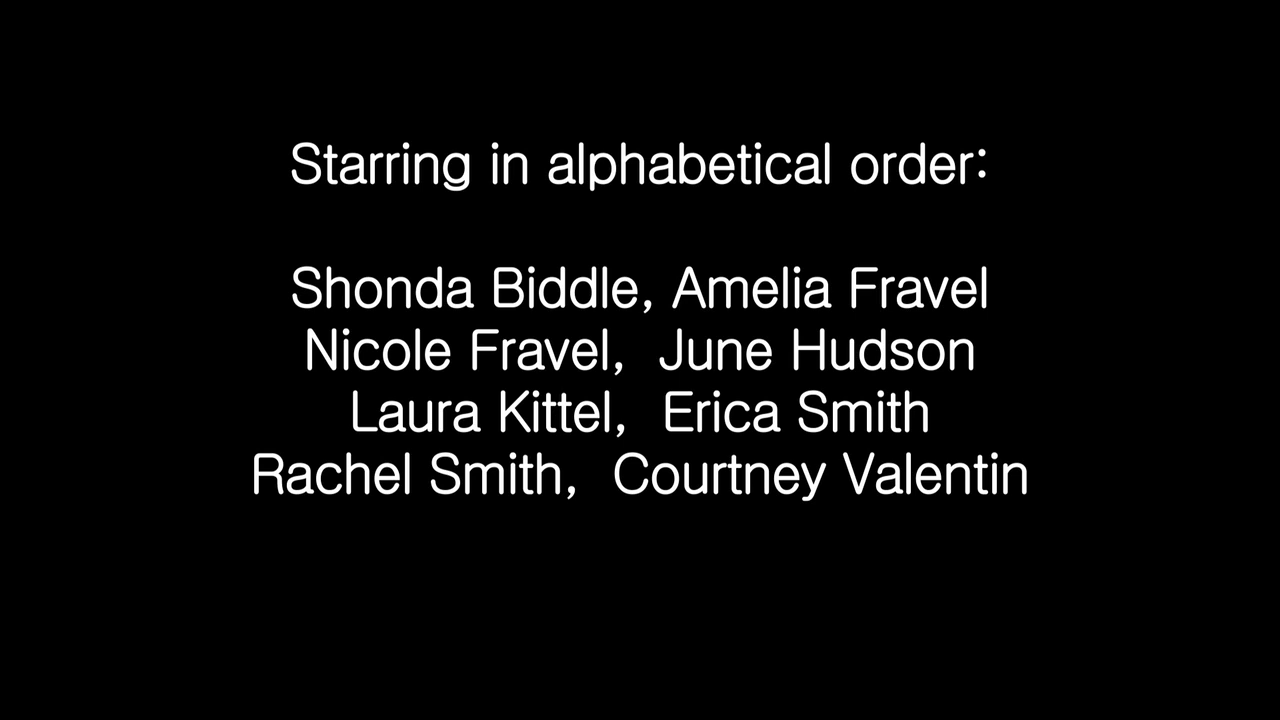 Starring in alphabetical order:
Shonda Biddle, Amelia Fravel
Nicole Fravel,  June Hudson
Laura Kittel,  Erica Smith
Rachel Smith,  Courtney Valentin